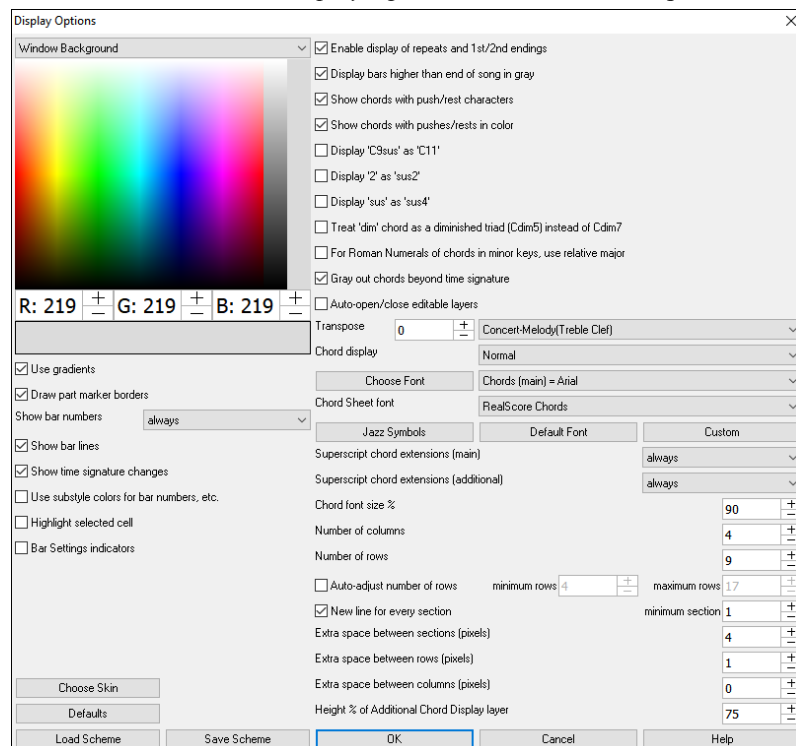 Display Options
Window Background
Enable display of repeats and 1st/2nd endings
Display bars higher than end of song in gray
Show chords with push/rest characters
Show chords with pushes/rests in color
Display 'C9sus' as 'C11'
Display '2' as 'sus2'
Display 'sus' as 'sus4'
Treat 'dim' chord as a diminished triad (Cdim5) instead of Cdim7
For Roman Numerals of chords in minor keys, use relative major
Gray out chords beyond time signature
Auto-open/close editable layers
R: 219 G: 219 B: 219
Transpose 0 Concert-Melody(Treble Clef)
Chord display Normal
Choose Font Chords (main) = Arial
Chord Sheet font RealScore Chords
Jazz Symbols Default Font Custom
Superscript chord extensions (main) always
Superscript chord extensions (additional) always
Chord font size % 90
Number of columns 4
Number of rows 9
Auto-adjust number of rows minimum rows 4 maximum rows 17
New line for every section minimum section 1
Extra space between sections (pixels) 4
Extra space between rows (pixels) 1
Extra space between columns (pixels) 0
Height % of Additional Chord Display layer 75
Use gradients
Draw part marker borders
Show bar numbers always
Show bar lines
Show time signature changes
Use substyle colors for bar numbers, etc.
Highlight selected cell
Bar Settings indicators
Choose Skin
Defaults
Load Scheme Save Scheme OK Cancel Help